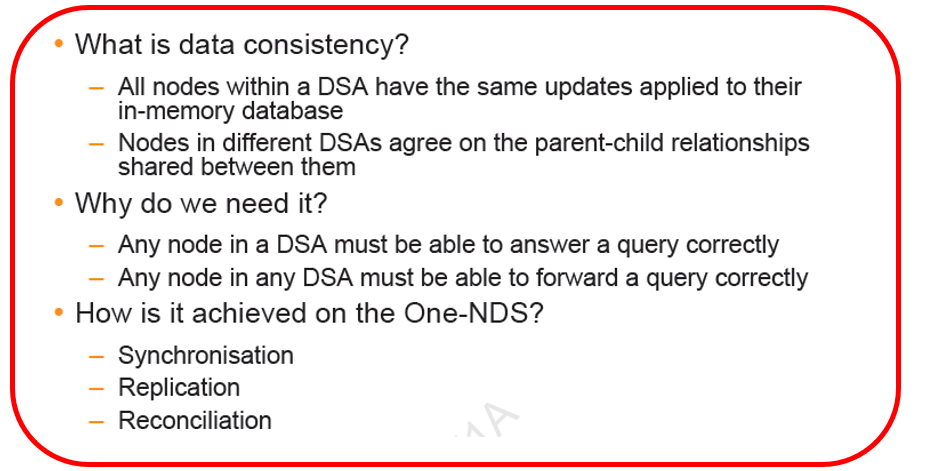 • What is data consistency?
– All nodes within a DSA have the same updates applied to their
in-memory database
– Nodes in different DSAs agree on the parent-child relationships
shared between them
• Why do we need it?
– Any node in a DSA must be able to answer a query correctly
– Any node in any DSA must be able to forward a query correctly
• How is it achieved on the One-NDS?
– Synchronisation
– Replication
– Reconciliation